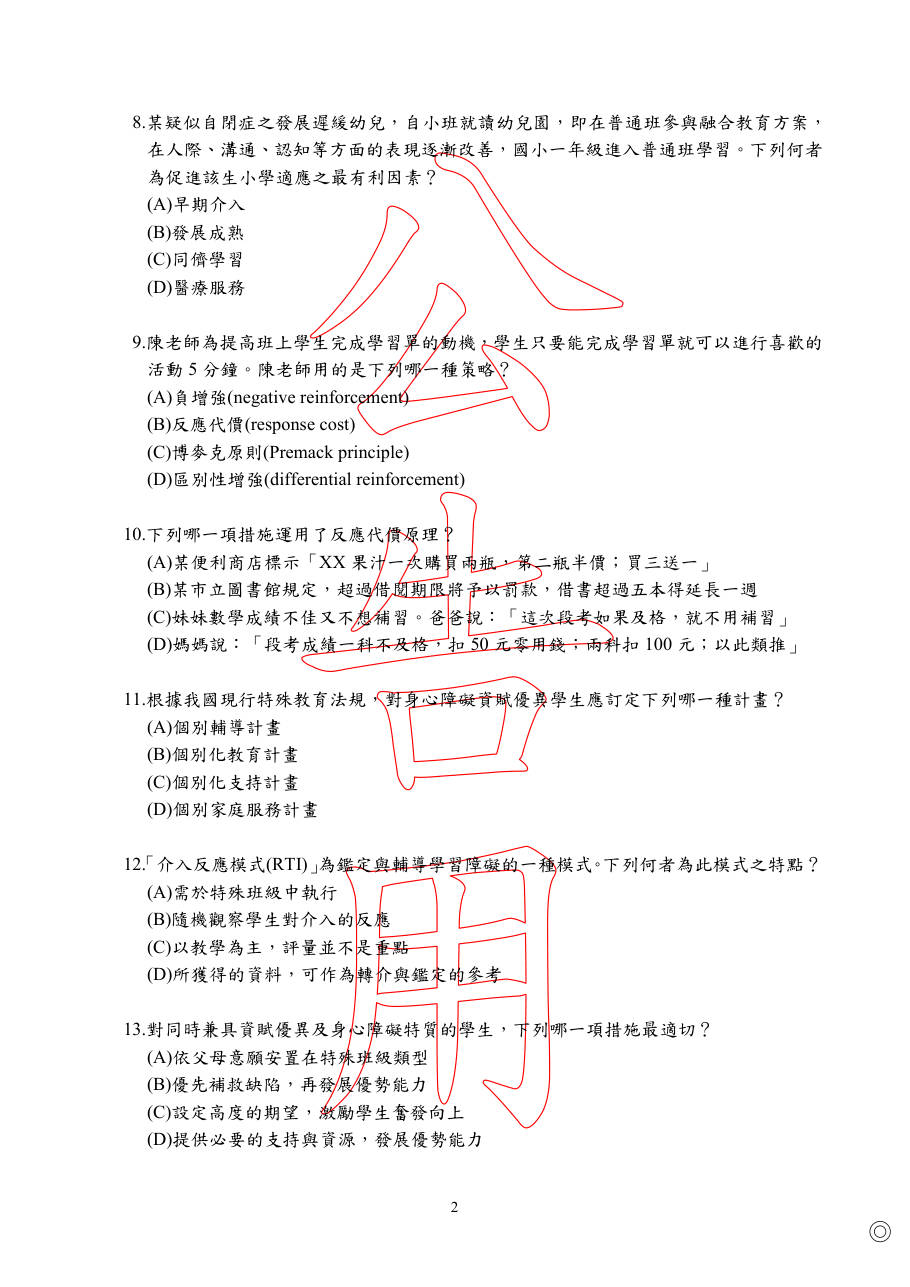 8.某疑似自閉症之發展遲緩幼兒，自小班就讀幼兒園，即在普通班參與融合教育方案，
在人際、溝通、認知等方面的表現逐漸改善，國小一年級進入普通班學習。下列何者
為促進該生小學適應之最有利因素？
(A)早期介入
(B)發展成熟
(C)同儕學習
(D)醫療服務
9.陳老師為提高班上學生完成學習單的動機，學生只要能完成學習單就可以進行喜歡的
活動 5 分鐘。陳老師用的是下列哪一種策略？
(A)負增強(negative reinforcement)
(B)反應代價(response cost)
(C)博麥克原則(Premack principle)
(D)區別性增強(differential reinforcement)
10.下列哪一項措施運用了反應代價原理？
(A)某便利商店標示「XX 果汁一次購買兩瓶，第二瓶半價；買三送一」
(B)某市立圖書館規定，超過借閱期限將予以罰款，借書超過五本得延長一週
(C)妹妹數學成績不佳又不想補習。爸爸說：「這次段考如果及格，就不用補習」
(D)媽媽說：「段考成績一科不及格，扣 50 元零用錢；兩科扣 100 元；以此類推」
11.根據我國現行特殊教育法規，對身心障礙資賦優異學生應訂定下列哪一種計畫？
(A)個別輔導計畫
(B)個別化教育計畫
(C)個別化支持計畫
(D)個別家庭服務計畫
12.「介入反應模式(RTI)」為鑑定與輔導學習障礙的一種模式。下列何者為此模式之特點？
(A)需於特殊班級中執行
(B)隨機觀察學生對介入的反應
(C)以教學為主，評量並不是重點
(D)所獲得的資料，可作為轉介與鑑定的參考
13.對同時兼具資賦優異及身心障礙特質的學生，下列哪一項措施最適切？
(A)依父母意願安置在特殊班級類型
(B)優先補救缺陷，再發展優勢能力
(C)設定高度的期望，激勵學生奮發向上
(D)提供必要的支持與資源，發展優勢能力
2
公告用